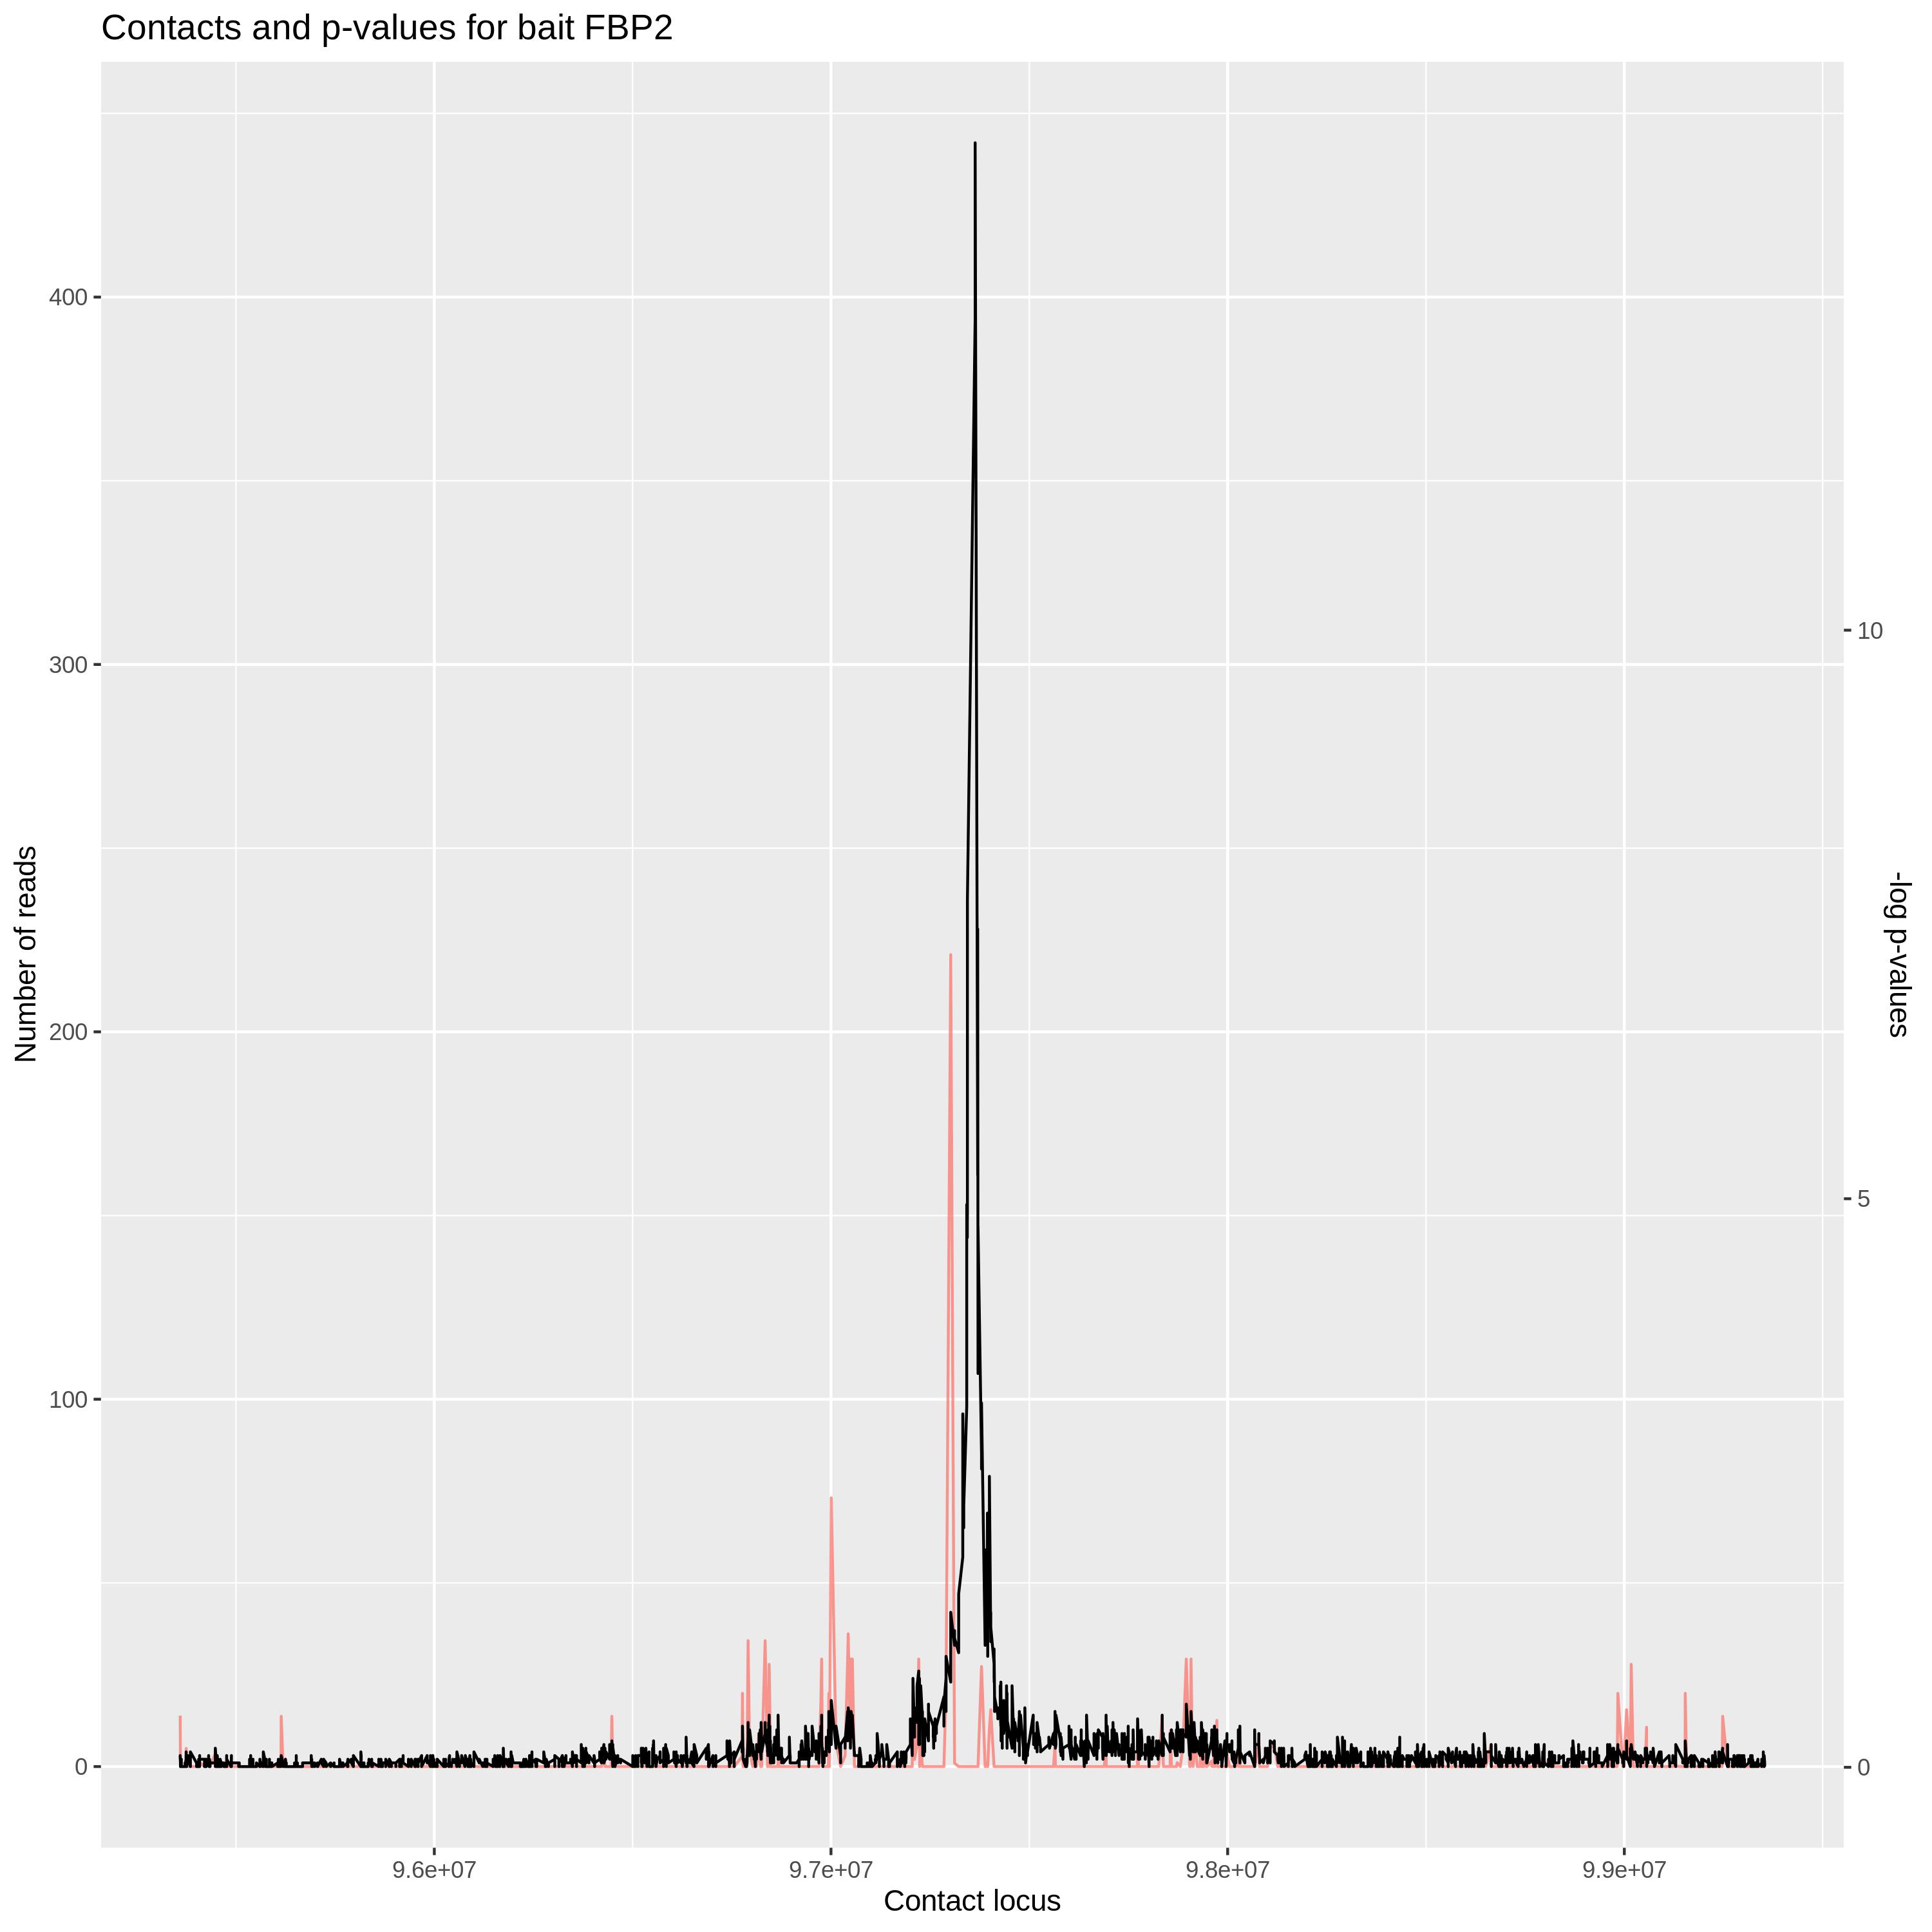 Contacts and p-values for bait FBP2
400
300
200
100
0
Number of reads
10
5
0
-log p-values
9.6e+07
9.7e+07
9.8e+07
9.9e+07
Contact locus